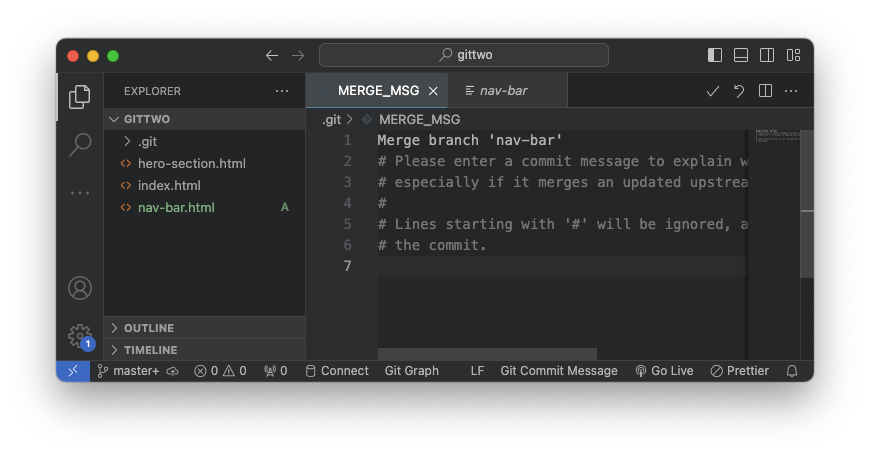 gittwo
EXPLORER
GITTWO
.git
hero-section.html
index.html
nav-bar.html A
OUTLINE
TIMELINE
MERGE_MSG
nav-bar
.git > MERGE_MSG
1 Merge branch 'nav-bar'
2 # Please enter a commit message to explain w
3 # especially if it merges an updated upstrea
4 #
5 # Lines starting with '#' will be ignored, a
6 # the commit.
7
1
master+ 0 0 0 Connect Git Graph LF Git Commit Message Go Live Prettier